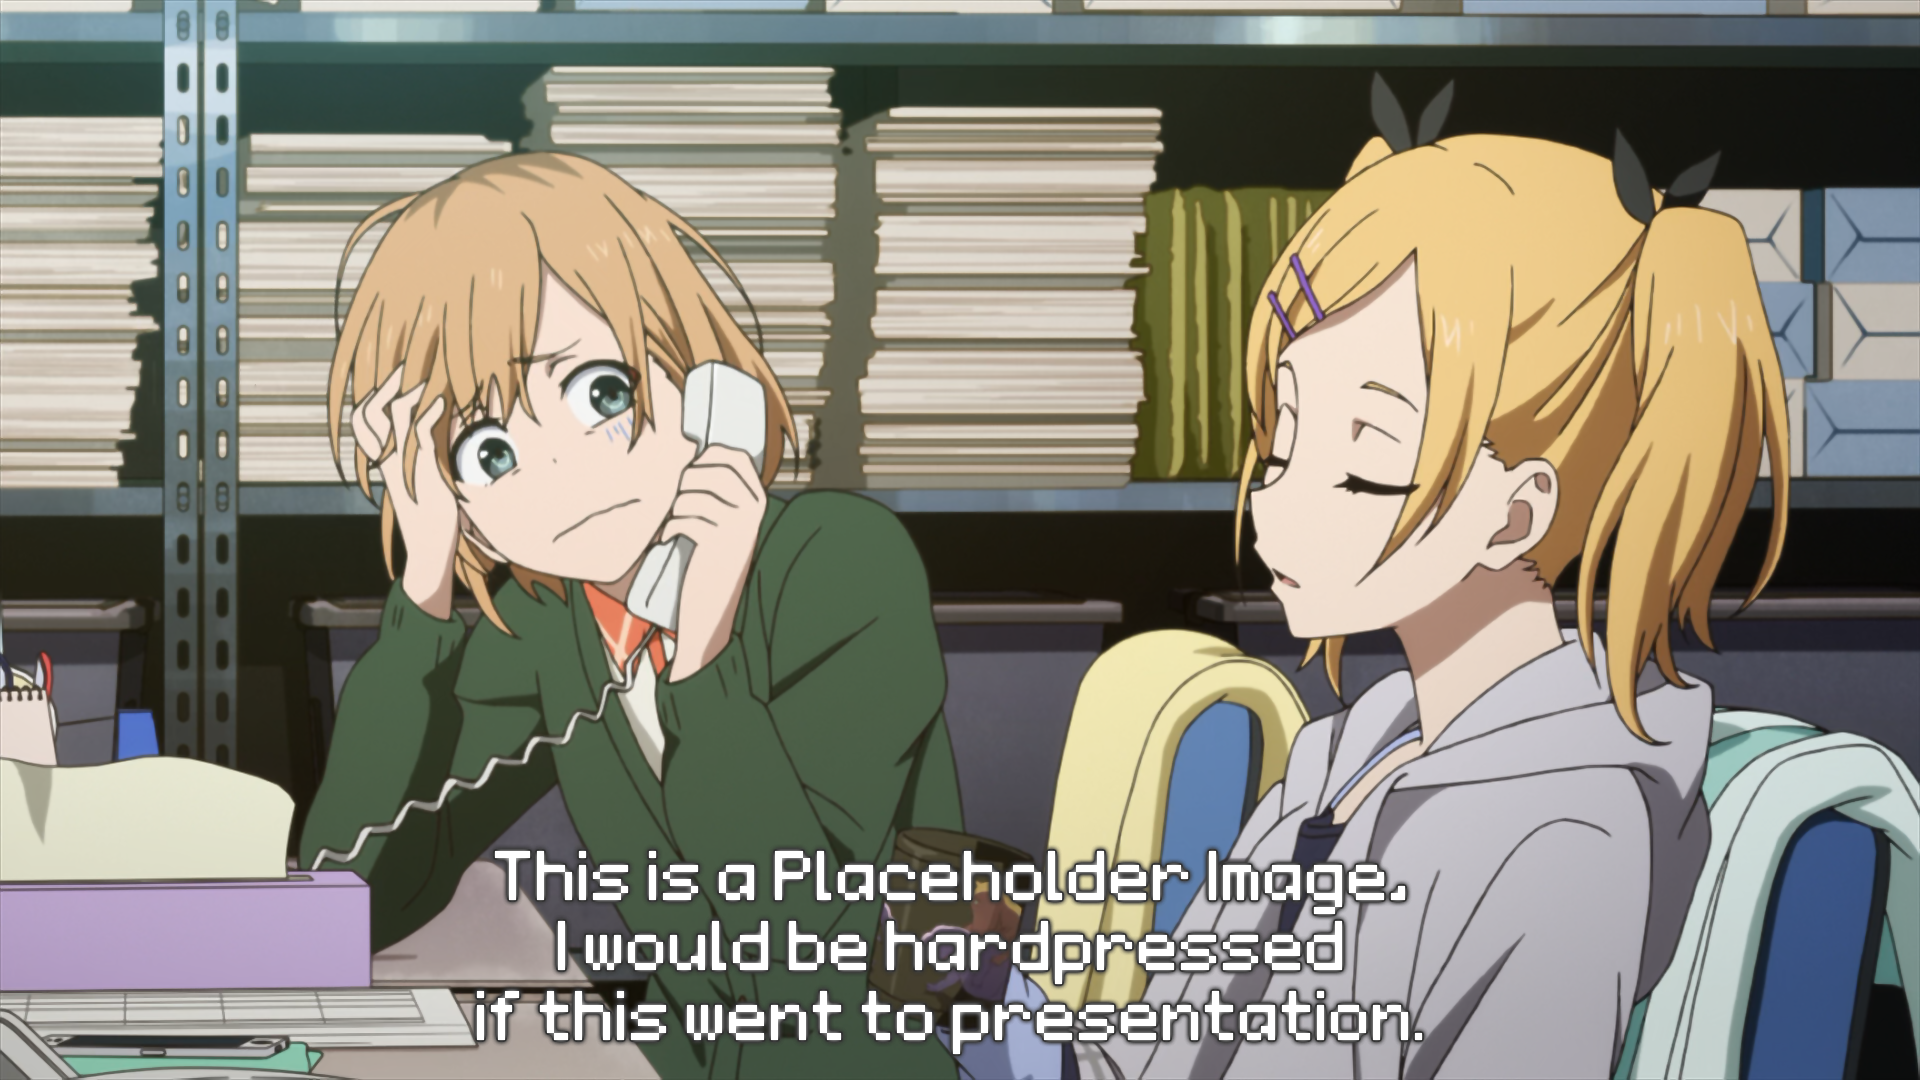 This is a Placeholder Image,
I would be hardpressed
if this went to presentation.